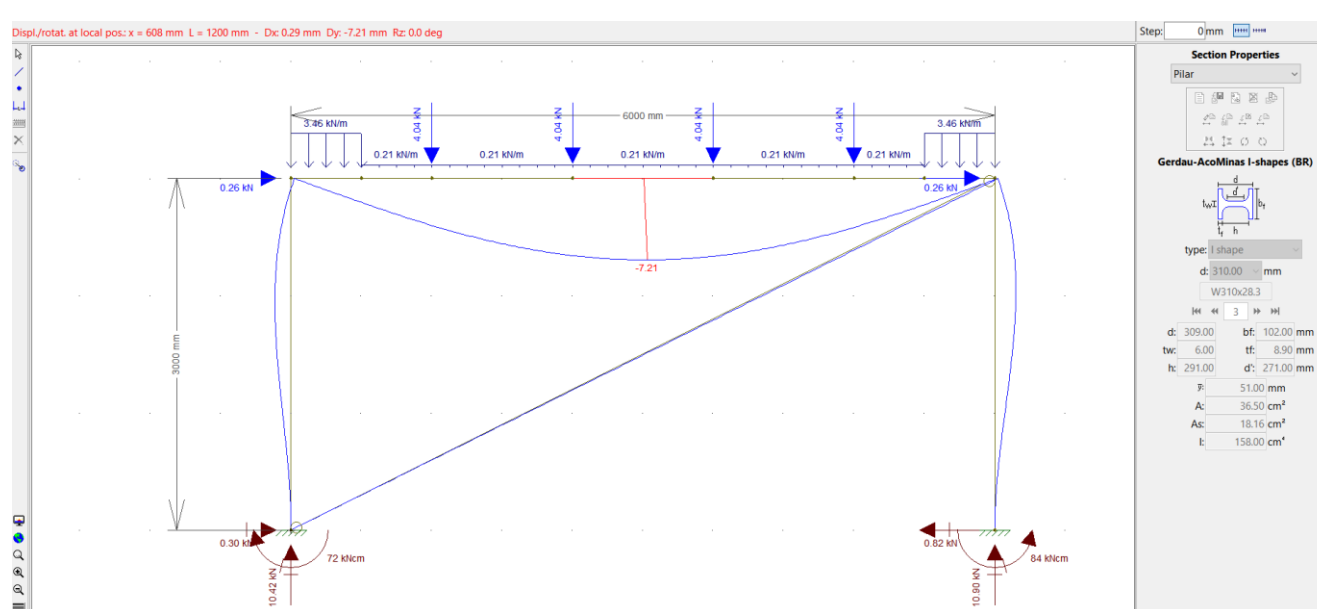 Displ./rotat. at local pos.: x = 608 mm L = 1200 mm - Dx: 0.29 mm Dy: -7.21 mm Rz: 0.0 deg
Step: 0 mm
Section Properties
Pilar
Gerdau-AcoMinas I-shapes (BR)
d
d'
tw
bf
tf
h
type: I shape
d: 310.00 mm
W310x28.3
3
d: 309.00 bf: 102.00 mm
tw: 6.00 tf: 8.90 mm
h: 291.00 d': 271.00 mm
y̅: 51.00 mm
A: 36.50 cm²
As: 18.16 cm²
I: 158.00 cm⁴
6000 mm
3.46 kN/m
4.04 kN
4.04 kN
4.04 kN
4.04 kN
3.46 kN/m
0.21 kN/m
0.21 kN/m
0.21 kN/m
0.21 kN/m
0.21 kN/m
0.26 kN
0.26 kN
-7.21
3000 mm
0.30 kN
72 kNcm
10.42 kN
0.82 kN
84 kNcm
10.90 kN